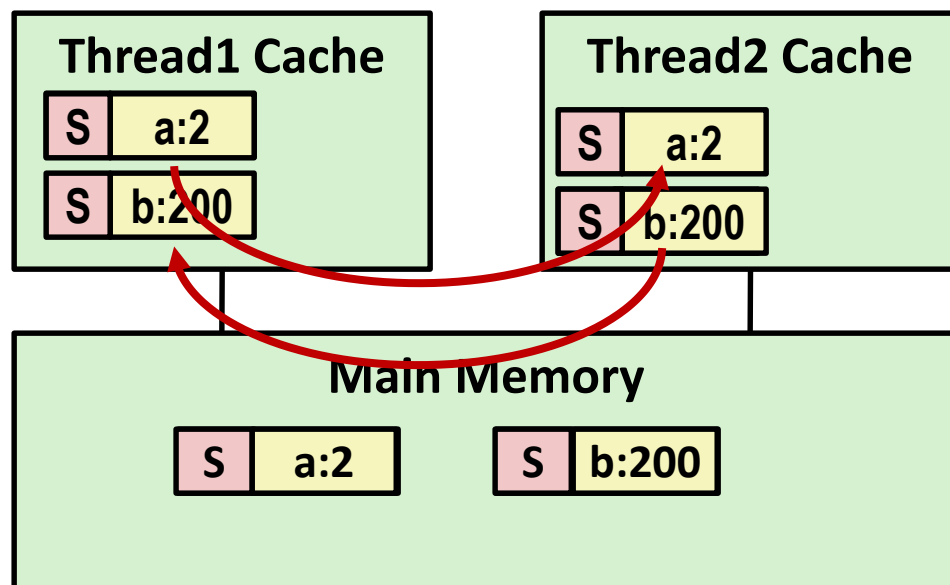 Thread1 Cache
S a:2
S b:200
Thread2 Cache
S a:2
S b:200
Main Memory
S a:2
S b:200